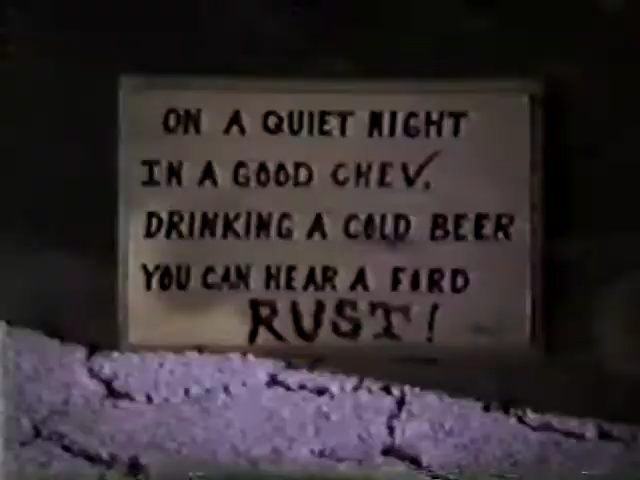 ON A QUIET NIGHT
IN A GOOD CHEV.
DRINKING A COLD BEER
YOU CAN HEAR A FORD
RUST!